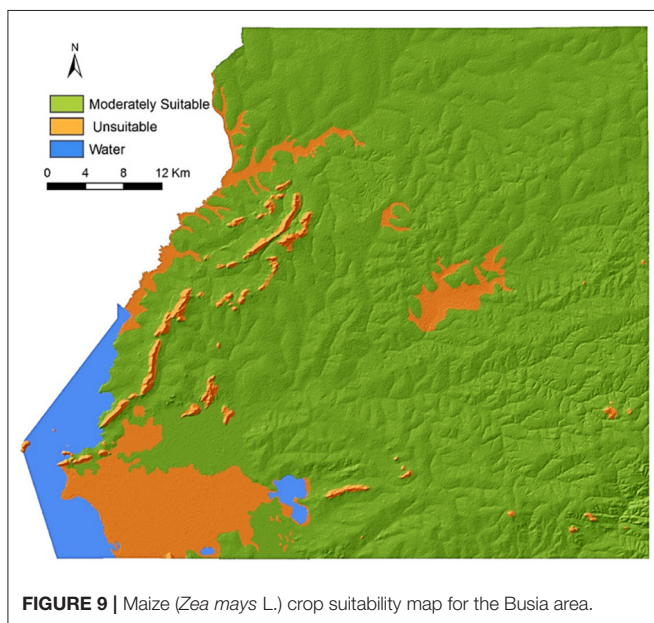 N
Moderately Suitable
Unsuitable
Water
0 4 8 12 Km
FIGURE 9 | Maize (Zea mays L.) crop suitability map for the Busia area.